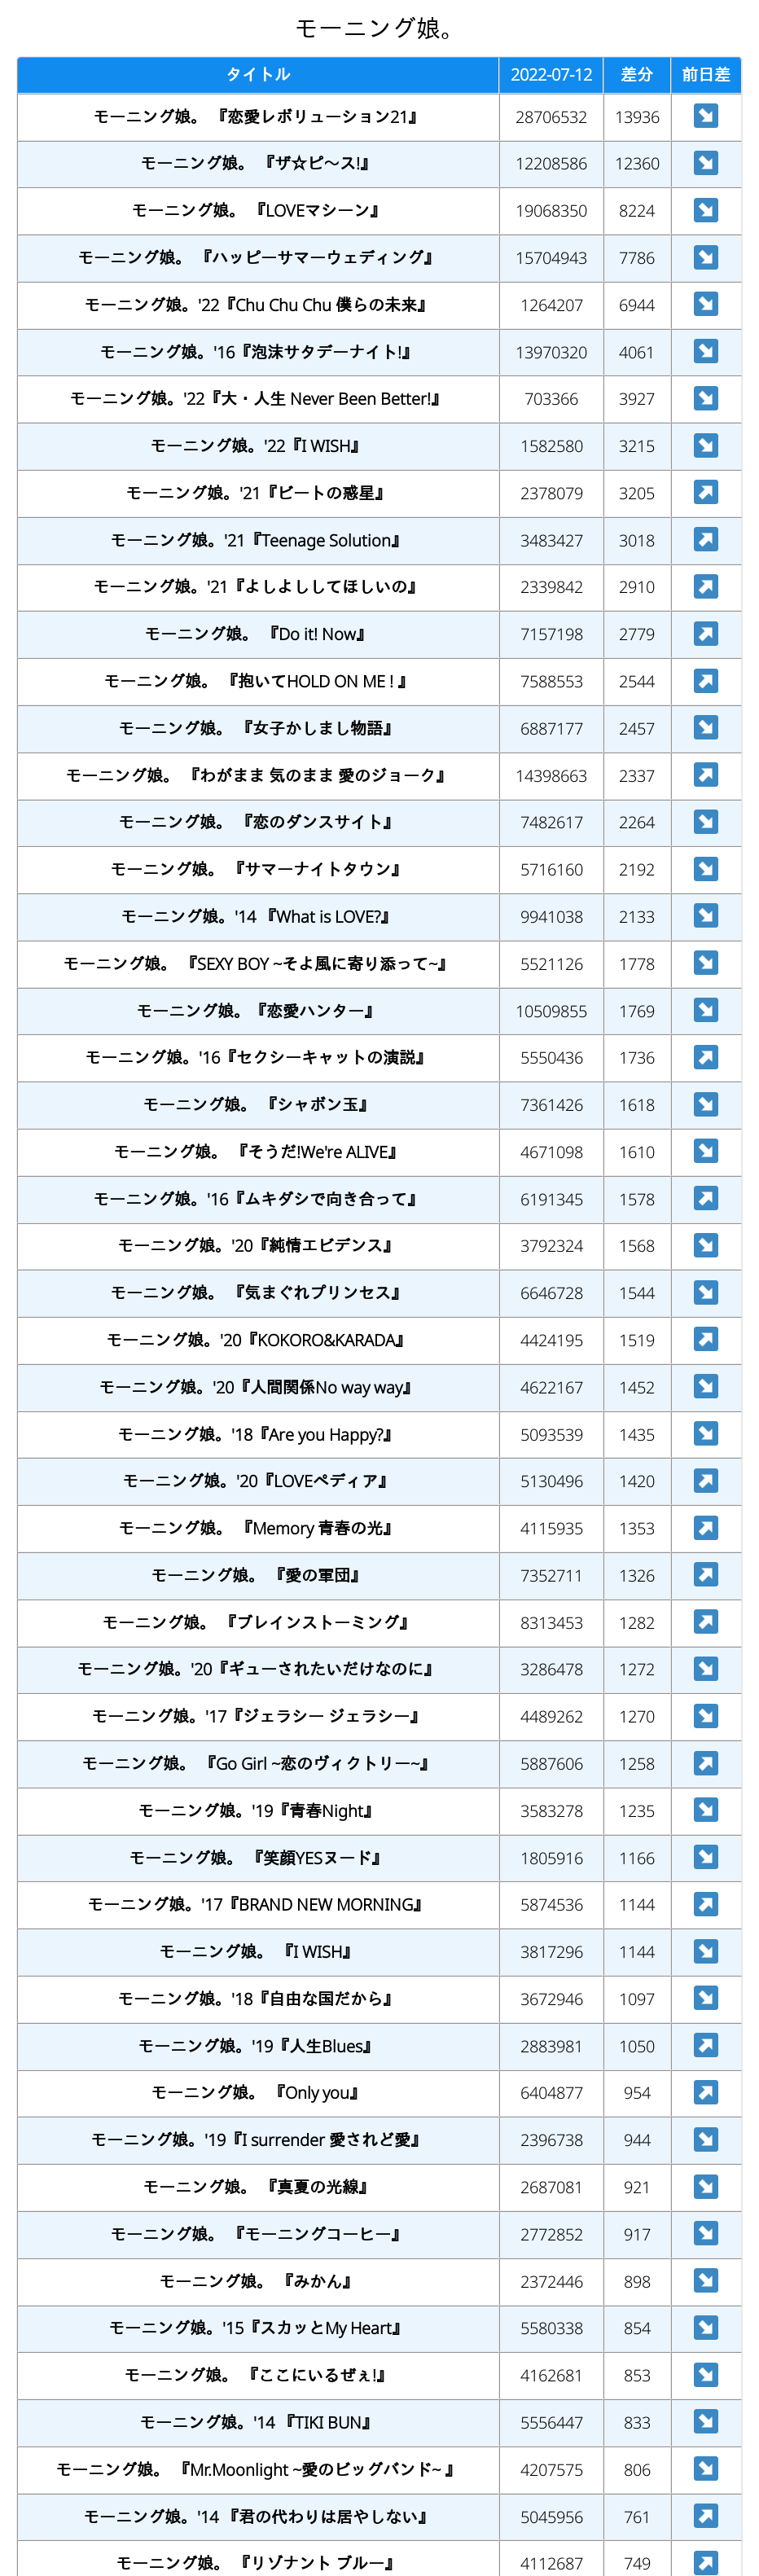 モーニング娘。
タイトル 2022-07-12 差分 前日差
モーニング娘。 『恋愛レボリューション21』 28706532 13936 ↘
モーニング娘。 『ザ☆ピ〜ス!』 12208586 12360 ↘
モーニング娘。 『LOVEマシーン』 19068350 8224 ↘
モーニング娘。 『ハッピーサマーウェディング』 15704943 7786 ↘
モーニング娘。'22『Chu Chu Chu 僕らの未来』 1264207 6944 ↘
モーニング娘。'16『泡沫サタデーナイト!』 13970320 4061 ↘
モーニング娘。'22『大・人生 Never Been Better!』 703366 3927 ↘
モーニング娘。'22『I WISH』 1582580 3215 ↘
モーニング娘。'21『ビートの惑星』 2378079 3205 ↗
モーニング娘。'21『Teenage Solution』 3483427 3018 ↗
モーニング娘。'21『よしよししてほしいの』 2339842 2910 ↗
モーニング娘。 『Do it! Now』 7157198 2779 ↗
モーニング娘。 『抱いてHOLD ON ME ! 』 7588553 2544 ↗
モーニング娘。 『女子かしまし物語』 6887177 2457 ↘
モーニング娘。 『わがまま 気のまま 愛のジョーク』 14398663 2337 ↗
モーニング娘。 『恋のダンスサイト』 7482617 2264 ↘
モーニング娘。 『サマーナイトタウン』 5716160 2192 ↘
モーニング娘。'14 『What is LOVE?』 9941038 2133 ↘
モーニング娘。 『SEXY BOY ~そよ風に寄り添って~』 5521126 1778 ↘
モーニング娘。『恋愛ハンター』 10509855 1769 ↘
モーニング娘。'16『セクシーキャットの演説』 5550436 1736 ↗
モーニング娘。 『シャボン玉』 7361426 1618 ↘
モーニング娘。 『そうだ!We're ALIVE』 4671098 1610 ↘
モーニング娘。'16『ムキダシで向き合って』 6191345 1578 ↗
モーニング娘。'20『純情エビデンス』 3792324 1568 ↘
モーニング娘。 『気まぐれプリンセス』 6646728 1544 ↘
モーニング娘。'20『KOKORO&KARADA』 4424195 1519 ↗
モーニング娘。'20『人間関係No way way』 4622167 1452 ↘
モーニング娘。'18『Are you Happy?』 5093539 1435 ↘
モーニング娘。'20『LOVEペディア』 5130496 1420 ↗
モーニング娘。 『Memory 青春の光』 4115935 1353 ↗
モーニング娘。 『愛の軍団』 7352711 1326 ↗
モーニング娘。 『ブレインストーミング』 8313453 1282 ↗
モーニング娘。'20『ギューされたいだけなのに』 3286478 1272 ↘
モーニング娘。'17『ジェラシー ジェラシー』 4489262 1270 ↘
モーニング娘。 『Go Girl ~恋のヴィクトリー~』 5887606 1258 ↗
モーニング娘。'19『青春Night』 3583278 1235 ↘
モーニング娘。 『笑顔YESヌード』 1805916 1166 ↘
モーニング娘。'17『BRAND NEW MORNING』 5874536 1144 ↗
モーニング娘。 『I WISH』 3817296 1144 ↘
モーニング娘。'18『自由な国だから』 3672946 1097 ↘
モーニング娘。'19『人生Blues』 2883981 1050 ↗
モーニング娘。 『Only you』 6404877 954 ↗
モーニング娘。'19『I surrender 愛されど愛』 2396738 944 ↘
モーニング娘。 『真夏の光線』 2687081 921 ↘
モーニング娘。 『モーニングコーヒー』 2772852 917 ↘
モーニング娘。 『みかん』 2372446 898 ↘
モーニング娘。'15『スカッとMy Heart』 5580338 854 ↘
モーニング娘。 『ここにいるぜぇ!』 4162681 853 ↘
モーニング娘。'14 『TIKI BUN』 5556447 833 ↘
モーニング娘。 『Mr.Moonlight ~愛のビッグバンド~ 』 4207575 806 ↘
モーニング娘。'14 『君の代わりは居やしない』 5045956 761 ↗
モーニング娘。 『リゾナント ブルー』 4112687 749 ↗